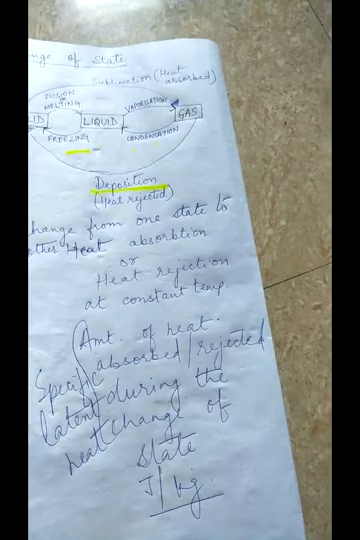 nge of State
Sublimation (Heat absorbed)
FUSION
MELTING
VAPORISATION
LID
LIQUID
GAS
FREEZING
CONDENSATION
Deposition
(Heat rejected)
change from one state to
other Heat absorbtion
or
Heat rejection
at constant temp.
Amt. of heat
absorbed/rejected
during the
change of
state
Specific
latent
heat
J/kg.